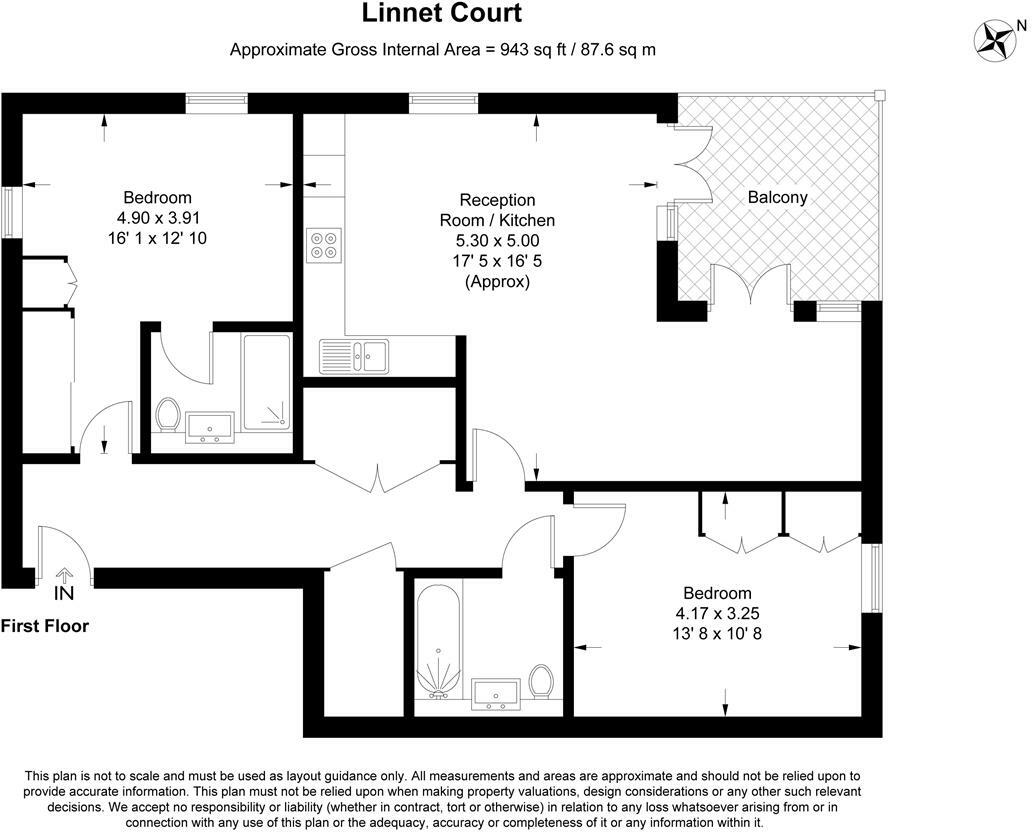 Linnet Court
Approximate Gross Internal Area = 943 sq ft / 87.6 sq m
N
Bedroom
4.90 x 3.91
16' 1 x 12' 10
Reception
Room / Kitchen
5.30 x 5.00
17' 5 x 16' 5
(Approx)
Balcony
IN
First Floor
Bedroom
4.17 x 3.25
13' 8 x 10' 8
This plan is not to scale and must be used as layout guidance only. All measurements and areas are approximate and should not be relied upon to
provide accurate information. This plan must not be relied upon when making property valuations, design considerations or any other such relevant
decisions. We accept no responsibility or liability (whether in contract, tort or otherwise) in relation to any loss whatsoever arising from or in
connection with any use of this plan or the adequacy, accuracy or completeness of it or any information within it.